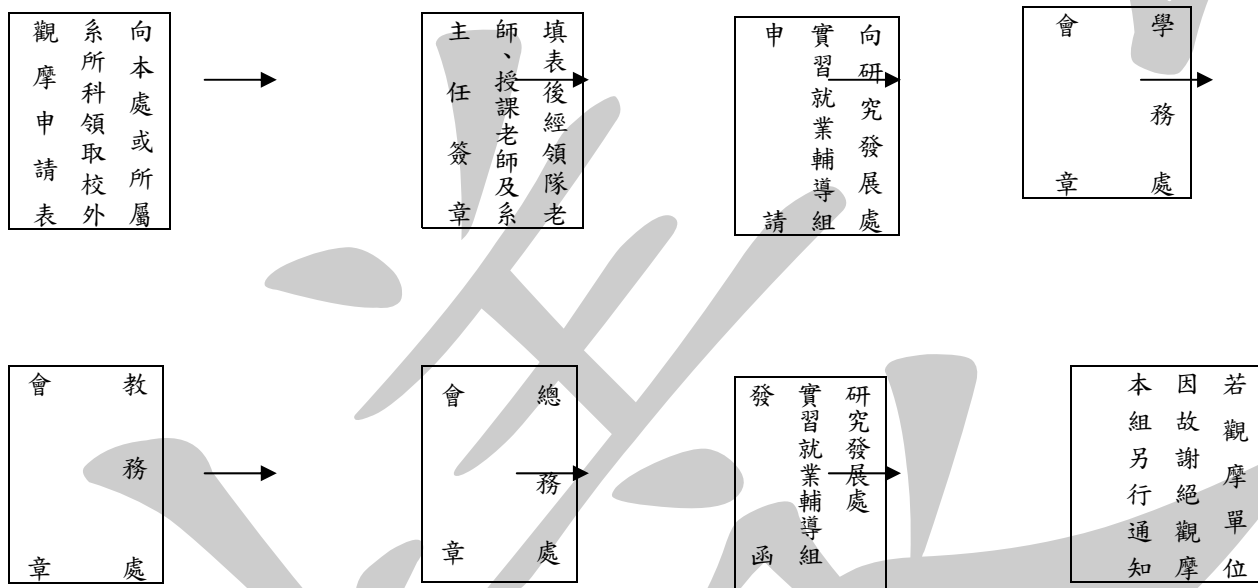 向本處或所屬
系所科領取校外
觀摩申請表
填表後經領隊老
師、授課老師及系
主任簽章
向研究發展處
實習就業輔導組
申請
學務處
會章
教務處
會章
總務處
會章
研究發展處
實習就業輔導組
發函
若觀摩單位
因故謝絕觀摩
本組另行通知